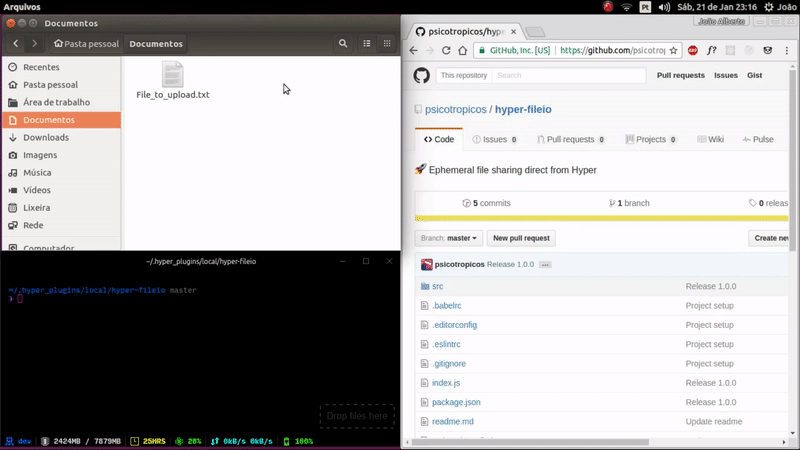 Arquivos
Pt
Sáb, 21 de Jan 23:16
João
Documentos
Pasta pessoal
Documentos
Recentes
Pasta pessoal
Área de trabalho
Documentos
Downloads
Imagens
Música
Vídeos
Lixeira
Rede
Computador
File_to_upload.txt
~/.hyper_plugins/local/hyper-fileio
~/.hyper_plugins/local/hyper-fileio master
❯
Drop files here
dev
2424MB / 7879MB
25HRS
28%
0kB/s 0kB/s
100%
psicotropicos/hype
João Alberto
GitHub, Inc. [US]
https://github.com/psicotrop
ABP
f?
This repository
Search
Pull requests
Issues
Gist
psicotropicos / hyper-fileio
Code
Issues 0
Pull requests 0
Projects 0
Wiki
Pulse
🚀 Ephemeral file sharing direct from Hyper
5 commits
1 branch
0 releas
Branch: master
New pull request
Create new
psicotropicos Release 1.0.0 …
src
Release 1.0.0
.babelrc
Project setup
.editorconfig
Project setup
.eslintrc
Project setup
.gitignore
Project setup
index.js
Release 1.0.0
package.json
Release 1.0.0
readme.md
Update readme